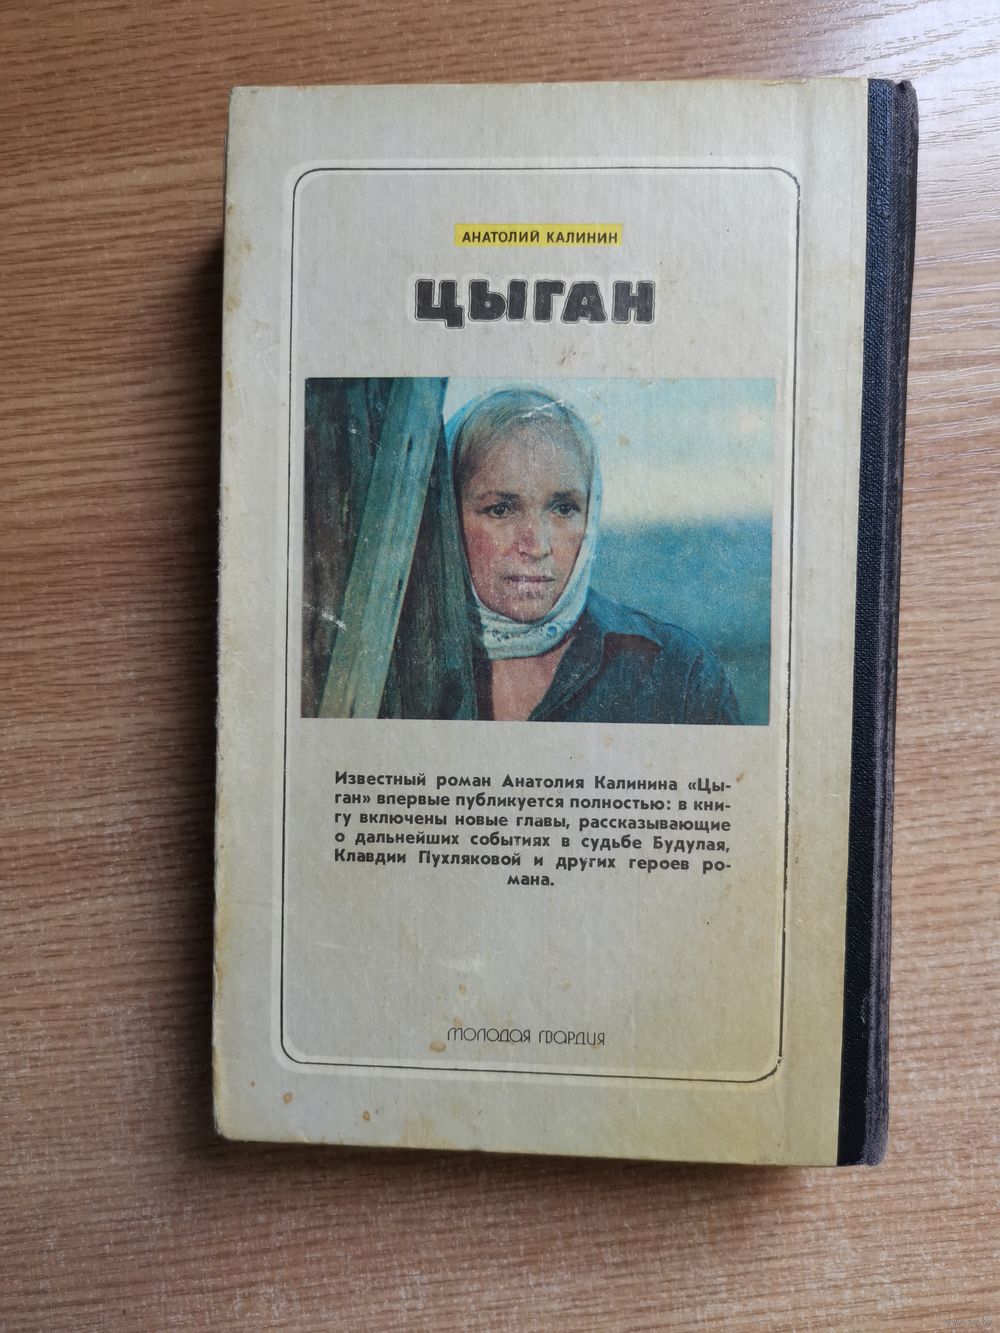 АНАТОЛИЙ КАЛИНИН
ЦЫГАН
Известный роман Анатолия Калинина «Цы-
ган» впервые публикуется полностью: в кни-
гу включены новые главы, рассказывающие
о дальнейших событиях в судьбе Будулая,
Клавдии Пухляковой и других героев ро-
мана.
МОЛОДАЯ ГВАРДИЯ